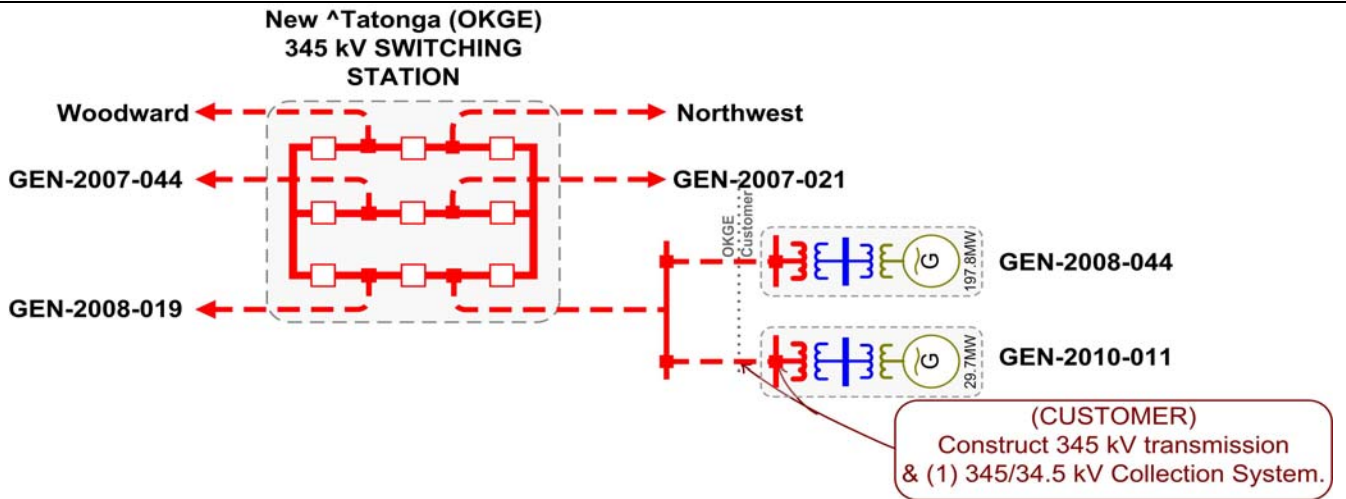 New ^Tatonga (OKGE)
345 kV SWITCHING
STATION
Woodward
Northwest
GEN-2007-044
GEN-2007-021
OKGE
Customer
G
197.8MW
GEN-2008-044
GEN-2008-019
G
29.7MW
GEN-2010-011
(CUSTOMER)
Construct 345 kV transmission
& (1) 345/34.5 kV Collection System.